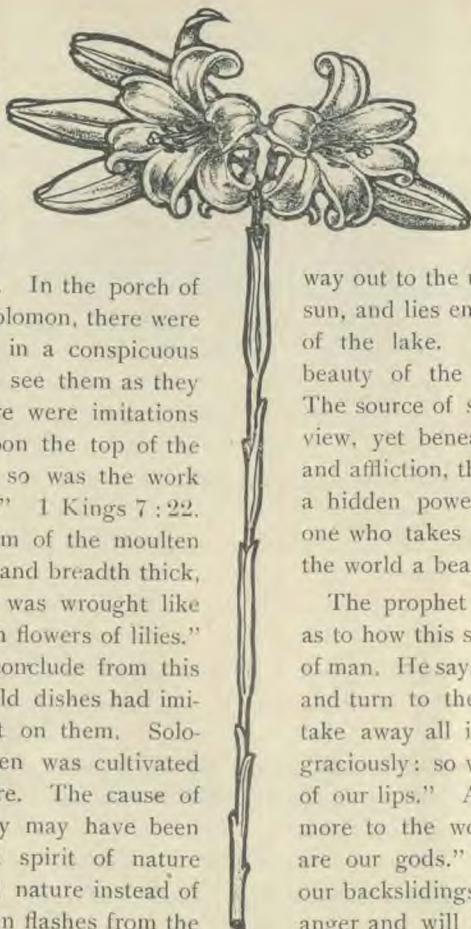 In the porch of
olomon, there were
in a conspicuous
see them as they
re were imitations
pon the top of the
so was the work
” 1 Kings 7 : 22.
m of the moulten
and breadth thick,
was wrought like
h flowers of lilies.”
onclude from this
ld dishes had imi-
t on them. Solo-
en was cultivated
re. The cause of
y may have been
spirit of nature
nature instead of
n flashes from the
way out to the u
sun, and lies en
of the lake.
beauty of the
The source of s
view, yet benea
and affliction, th
a hidden powe
one who takes
the world a bea
The prophet
as to how this s
of man. He say
and turn to the
take away all i
graciously: so v
of our lips.” A
more to the wo
are our gods.”
our backslidings
anger and will